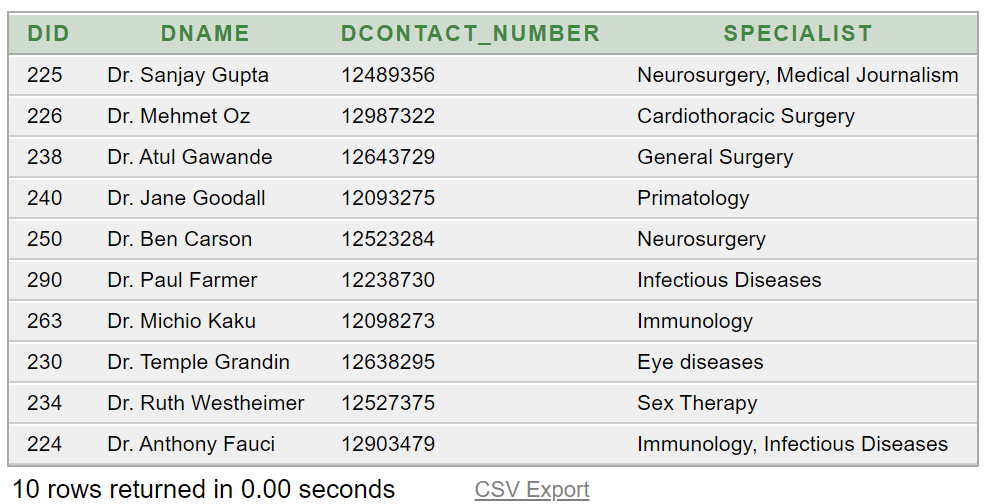 DID DNAME DCONTACT_NUMBER SPECIALIST
225 Dr. Sanjay Gupta 12489356 Neurosurgery, Medical Journalism
226 Dr. Mehmet Oz 12987322 Cardiothoracic Surgery
238 Dr. Atul Gawande 12643729 General Surgery
240 Dr. Jane Goodall 12093275 Primatology
250 Dr. Ben Carson 12523284 Neurosurgery
290 Dr. Paul Farmer 12238730 Infectious Diseases
263 Dr. Michio Kaku 12098273 Immunology
230 Dr. Temple Grandin 12638295 Eye diseases
234 Dr. Ruth Westheimer 12527375 Sex Therapy
224 Dr. Anthony Fauci 12903479 Immunology, Infectious Diseases
10 rows returned in 0.00 seconds CSV Export